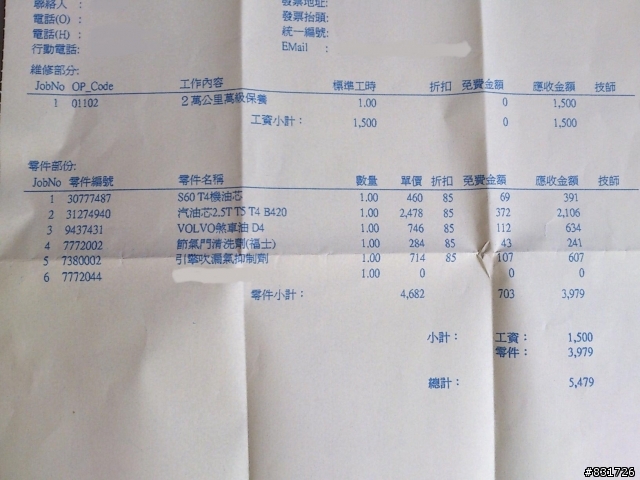 聯絡人 : 發票地址:
電話(O) : 發票抬頭:
電話(H) : 統一編號:
行動電話: EMail :
維修部分:
JobNo OP_Code 工作內容 標準工時 折扣 免費金額 應收金額 技師
1 01102 2萬公里萬級保養 1.00 0 1,500
工資小計: 1,500 0 1,500
零件部份:
JobNo 零件編號 零件名稱 數量 單價 折扣 免費金額 應收金額 技師
1 30777487 S60 T4機油芯 1.00 460 85 69 391
2 31274940 汽油芯2.5T T5 T4 B420 1.00 2,478 85 372 2,106
3 9437431 VOLVO煞車油 D4 1.00 746 85 112 634
4 7772002 節氣門清洗劑(福士) 1.00 284 85 43 241
5 7380002 引擎吹漏氣抑制劑 1.00 714 85 107 607
6 7772044 1.00 0 0 0
零件小計: 4,682 703 3,979
小計: 工資: 1,500
零件: 3,979
總計: 5,479
#831726